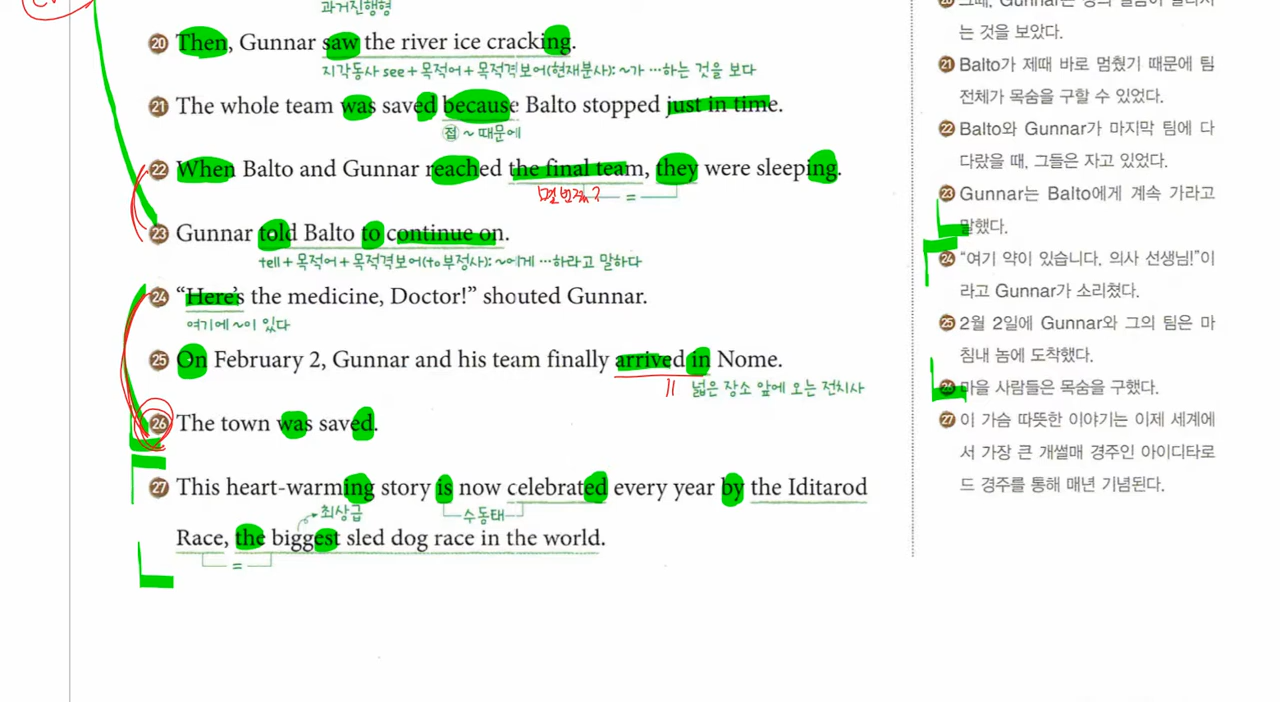 과거진행형
⑳ Then, Gunnar saw the river ice cracking.
지각동사 see + 목적어 + 목적격보어(현재분사): ~가 …하는 것을 보다
㉑ The whole team was saved because Balto stopped just in time.
접 ~ 때문에
㉒ When Balto and Gunnar reached the final team, they were sleeping.
몇 번째?
=
㉓ Gunnar told Balto to continue on.
tell + 목적어 + 목적격보어(to부정사): ~에게 …하라고 말하다
㉔ “Here’s the medicine, Doctor!” shouted Gunnar.
여기에 ~이 있다
㉕ On February 2, Gunnar and his team finally arrived in Nome.
넓은 장소 앞에 오는 전치사
㉖ The town was saved.
㉗ This heart-warming story is now celebrated every year by the Iditarod
최상급
수동태
Race, the biggest sled dog race in the world.
=
는 것을 보았다.
㉑ Balto가 제때 바로 멈췄기 때문에 팀
전체가 목숨을 구할 수 있었다.
㉒ Balto와 Gunnar가 마지막 팀에 다
다랐을 때, 그들은 자고 있었다.
㉓ Gunnar는 Balto에게 계속 가라고
말했다.
㉔ “여기 약이 있습니다, 의사 선생님!”이
라고 Gunnar가 소리쳤다.
㉕ 2월 2일에 Gunnar와 그의 팀은 마
침내 놈에 도착했다.
㉖ 마을 사람들은 목숨을 구했다.
㉗ 이 가슴 따뜻한 이야기는 이제 세계에
서 가장 큰 개썰매 경주인 아이디타로
드 경주를 통해 매년 기념된다.